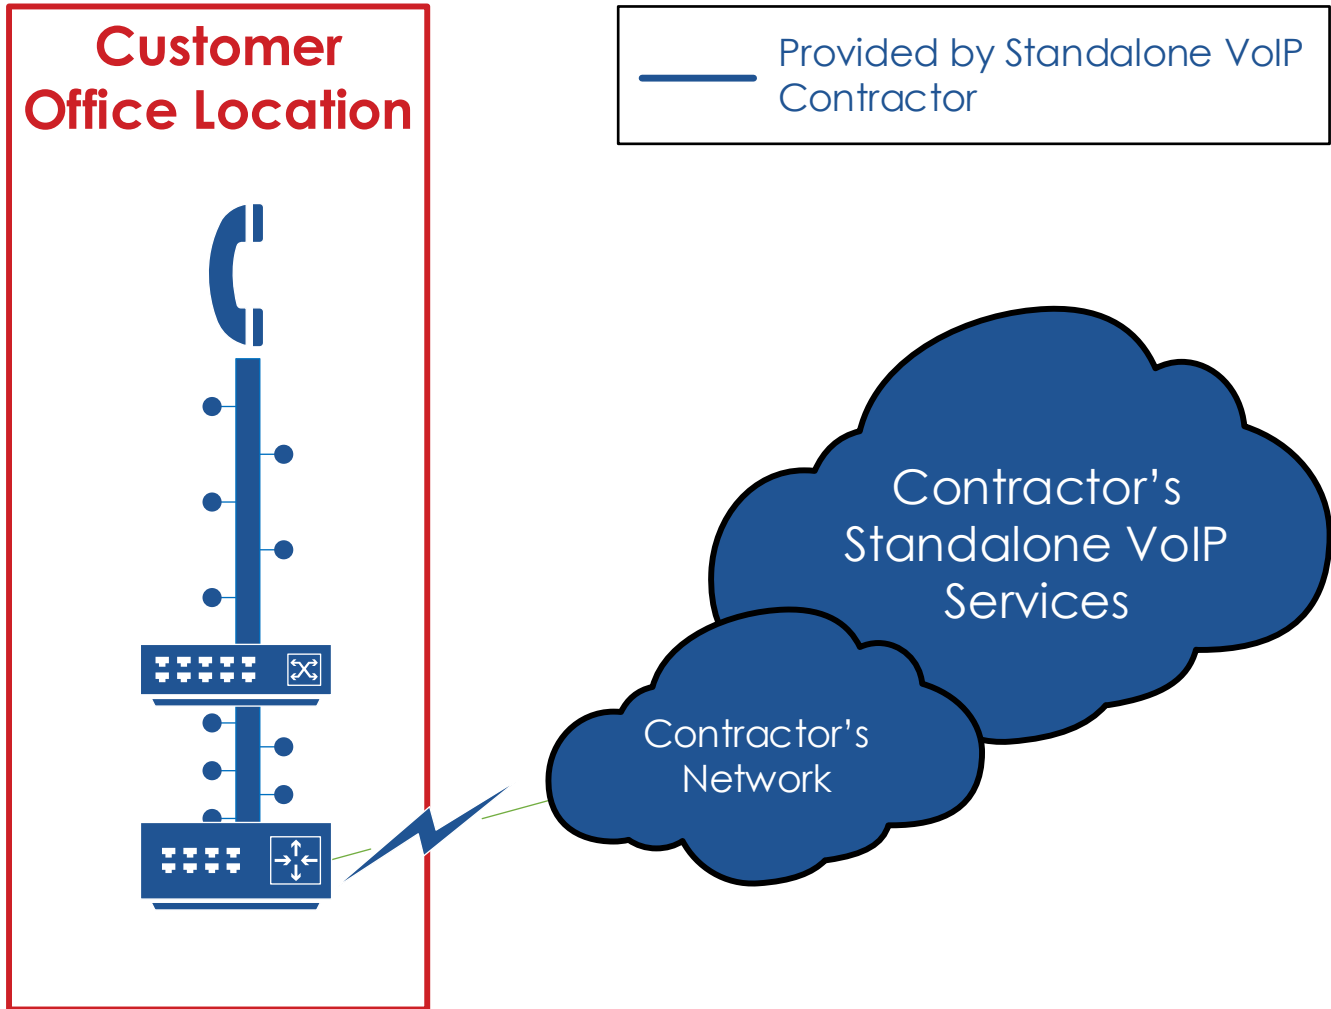 Customer
Office Location
Provided by Standalone VoIP
Contractor
Contractor’s
Standalone VoIP
Services
Contractor’s
Network